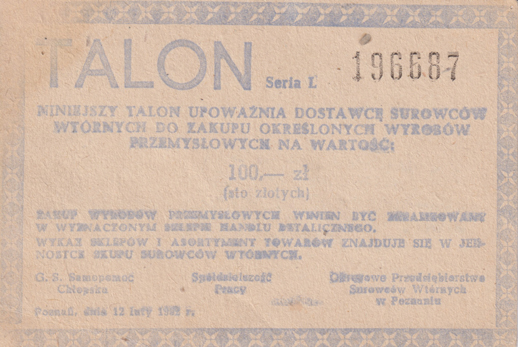 TALON Seria Ł 196687
NINIEJSZY TALON UPOWAŻNIA DOSTAWCĘ SUROWCÓW
WTÓRNYCH DO ZAKUPU OKREŚLONYCH WYROBÓW
PRZEMYSŁOWYCH NA WARTOŚĆ:
100,— zł
(sto złotych)
ZAKUP WYROBÓW PRZEMYSŁOWYCH WINIEN BYĆ ZREALIZOWANY
W WYZNACZONYM SKLEPIE HANDLU DETALICZNEGO.
WYKAZ SKLEPÓW I ASORTYMENT TOWARÓW ZNAJDUJE SIĘ W JED-
NOSTCE SKUPU SUROWCÓW WTÓRNYCH.
G. S. Samopomoc Spółdzielczość Okręgowe Przedsiębiorstwo
Chłopska Pracy Surowców Wtórnych
w Poznaniu
Poznań, dnia 12 luty r.